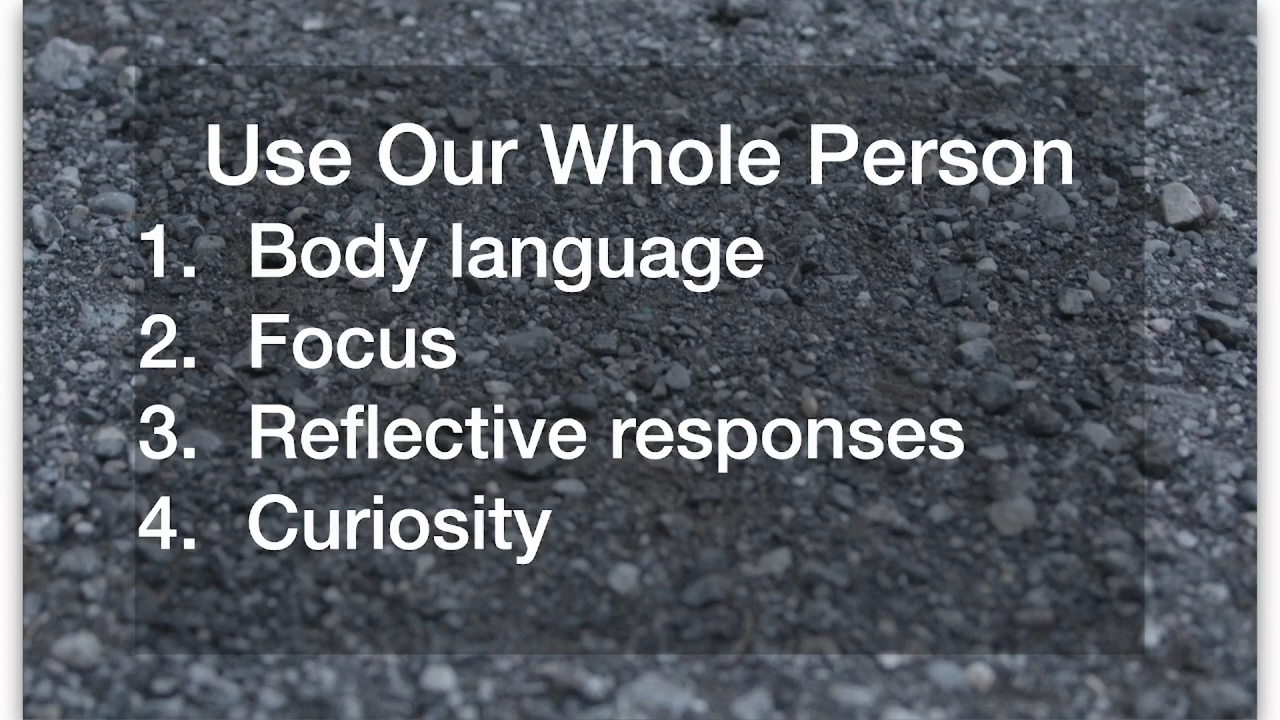 Use Our Whole Person
1. Body language
2. Focus
3. Reflective responses
4. Curiosity